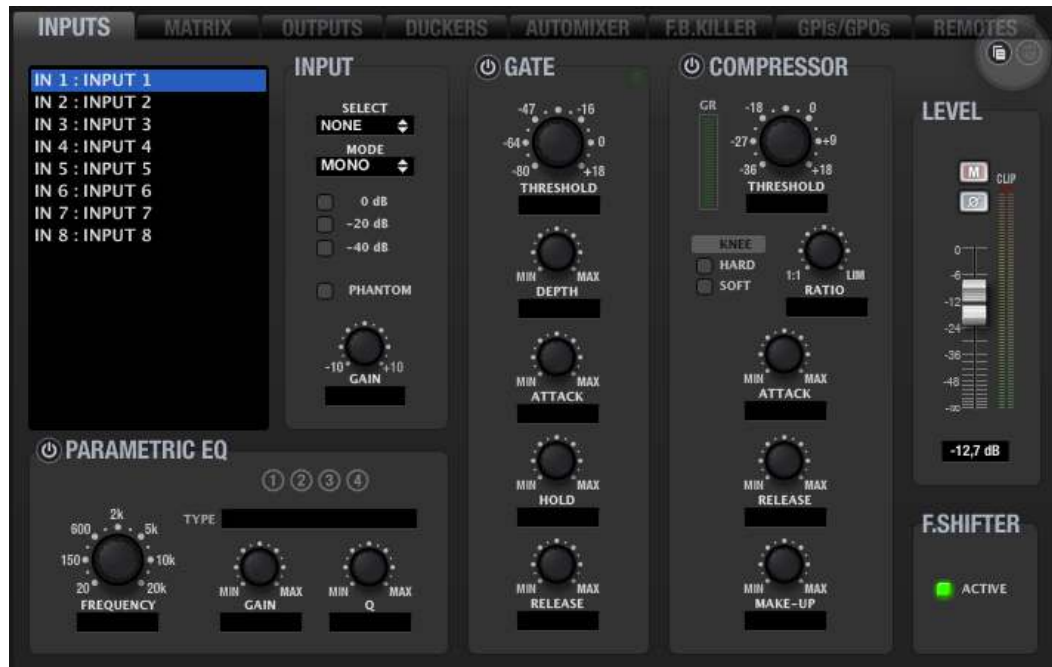 INPUTS MATRIX OUTPUTS DUCKERS AUTOMIXER F.B.KILLER GPIs/GPOs REMOTES
IN 1 : INPUT 1
IN 2 : INPUT 2
IN 3 : INPUT 3
IN 4 : INPUT 4
IN 5 : INPUT 5
IN 6 : INPUT 6
IN 7 : INPUT 7
IN 8 : INPUT 8
INPUT
SELECT
NONE
MODE
MONO
0 dB
-20 dB
-40 dB
PHANTOM
-10 +10
GAIN
GATE
-47 -16
-64 0
-80 +18
THRESHOLD
MIN MAX
DEPTH
MIN MAX
ATTACK
MIN MAX
HOLD
MIN MAX
RELEASE
COMPRESSOR
GR
-18 0
-27 +9
-36 +18
THRESHOLD
KNEE
HARD
SOFT
1:1 LIM
RATIO
MIN MAX
ATTACK
MIN MAX
RELEASE
MIN MAX
MAKE-UP
LEVEL
M
CLIP
Ø
0
-6
-12
-24
-36
-48
-∞
-12,7 dB
F.SHIFTER
ACTIVE
PARAMETRIC EQ
1 2 3 4
TYPE
2k
600 5k
150 10k
20 20k
FREQUENCY
MIN MAX
GAIN
MIN MAX
Q